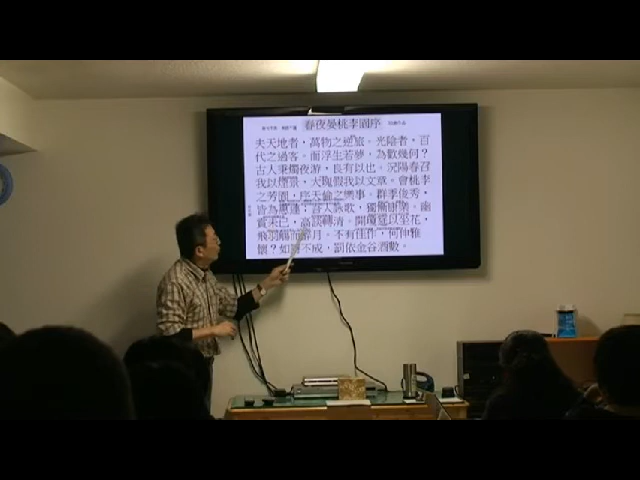 春夜晏桃李園序
夫天地者，萬物之逆旅。光陰者，百
代之過客。而浮生若夢，為歡幾何？
古人秉燭夜游，良有以也。況陽春召
我以煙景，大塊假我以文章。會桃李
之芳園，序天倫之樂事。群季俊秀，
皆為惠連；吾人詠歌，獨慚康樂。幽
賞未已，高談轉清。開瓊筵以坐花，
飛羽觴而醉月。不有佳作，何伸雅
懷？如詩不成，罰依金谷酒數。